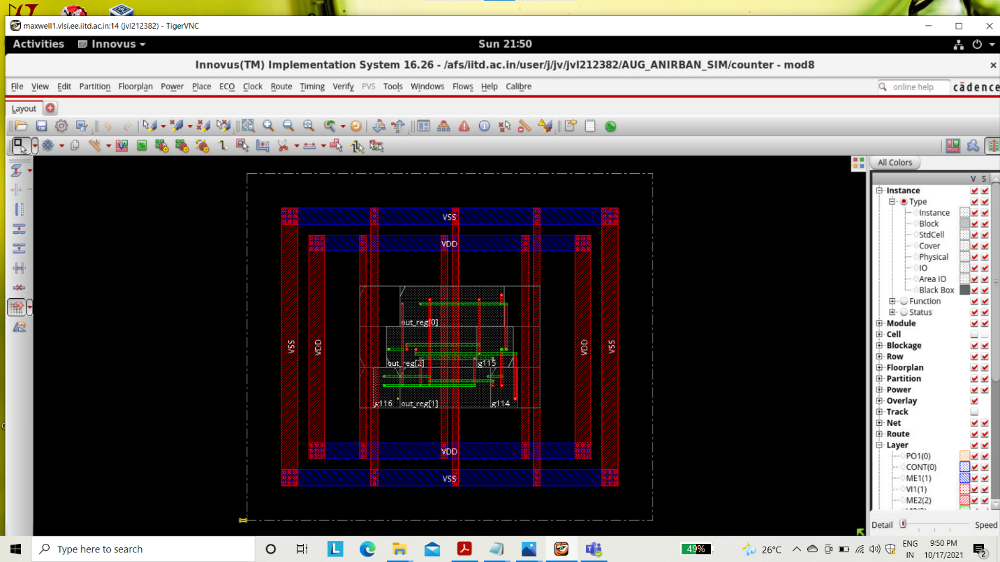 maxwell1.vlsi.ee.iitd.ac.in:14 (jvl212382) - TigerVNC
Activities Innovus Sun 21:50
Innovus(TM) Implementation System 16.26 - /afs/iitd.ac.in/user/j/jv/jvl212382/AUG_ANIRBAN_SIM/counter - mod8
File View Edit Partition Floorplan Power Place ECO Clock Route Timing Verify PVS Tools Windows Flows Help Calibre online help cādence
Layout
All Colors
V S
Instance
Type
Instance
Block
StdCell
Cover
Physical
IO
Area IO
Black Box
Function
Status
Module
Cell
Blockage
Row
Floorplan
Partition
Power
Overlay
Track
Net
Route
Layer
PO1(0)
CONT(0)
ME1(1)
VI1(1)
ME2(2)
Detail Speed
VSS
VDD
out_reg[0]
VSS VDD VDD VSS
out_reg[2] g115
g116 out_reg[1] g114
VDD
VSS
Type here to search
L
49%
26°C
ENG
IN
9:50 PM
10/17/2021
2